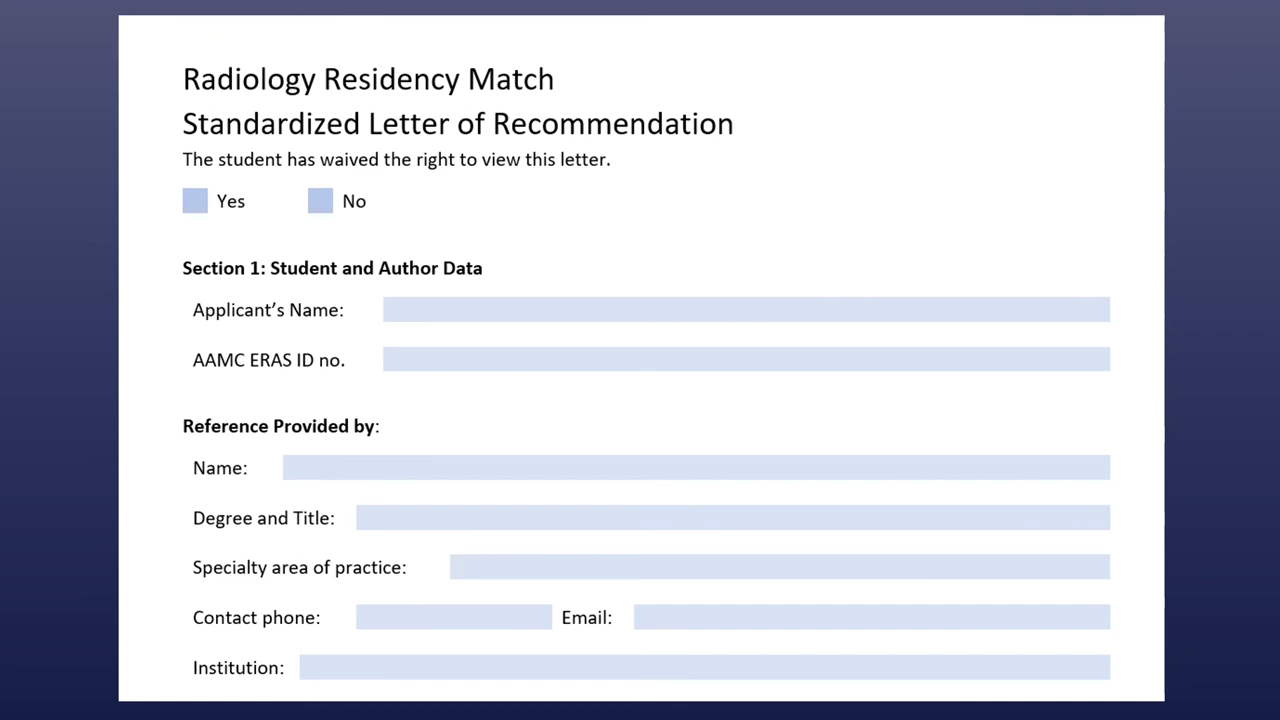 Radiology Residency Match
Standardized Letter of Recommendation
The student has waived the right to view this letter.
Yes No
Section 1: Student and Author Data
Applicant’s Name:
AAMC ERAS ID no.
Reference Provided by:
Name:
Degree and Title:
Specialty area of practice:
Contact phone: Email:
Institution: